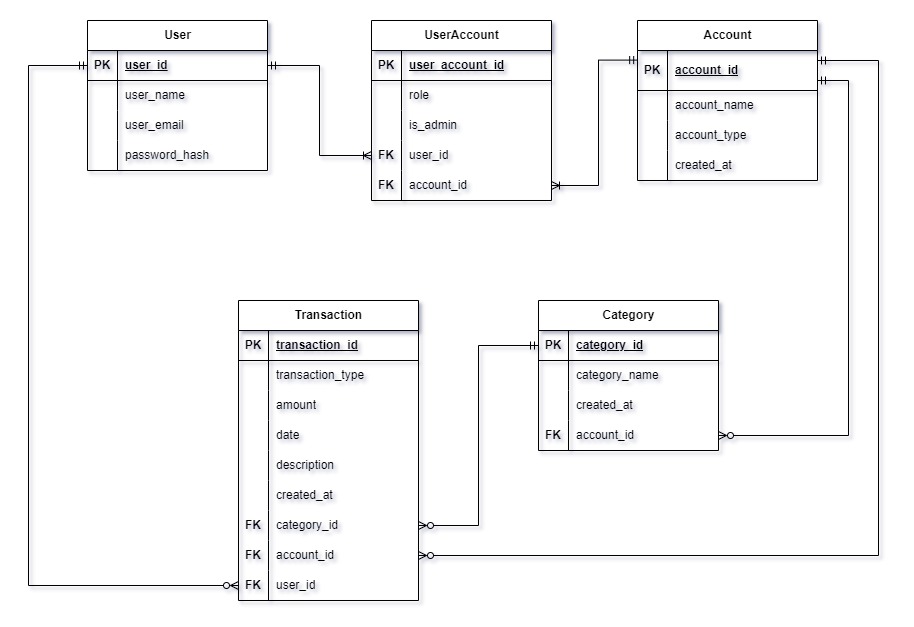 User
PK user_id
user_name
user_email
password_hash
UserAccount
PK user_account_id
role
is_admin
FK user_id
FK account_id
Account
PK account_id
account_name
account_type
created_at
Transaction
PK transaction_id
transaction_type
amount
date
description
created_at
FK category_id
FK account_id
FK user_id
Category
PK category_id
category_name
created_at
FK account_id